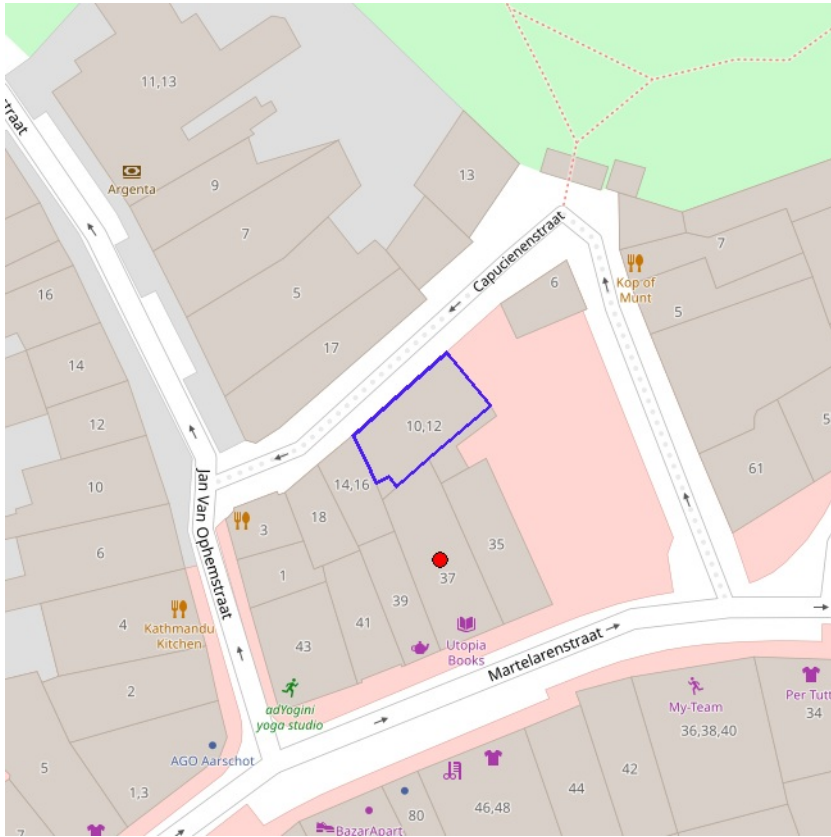 straat
11,13
Argenta
9
13
7
7
Capucienenstraat
Kop of
Munt
16
5
6
5
17
14
12
10,12
5
14,16
61
10
18
3
Jan Van Ophemstraat
35
6
1
37
39
4
41
Kathmandu
Kitchen
Utopia
Books
43
Martelarenstraat
2
adYogini
yoga studio
My-Team
Per Tutt
34
36,38,40
AGO Aarschot
5
42
1,3
44
46,48
80
BazarApart
7